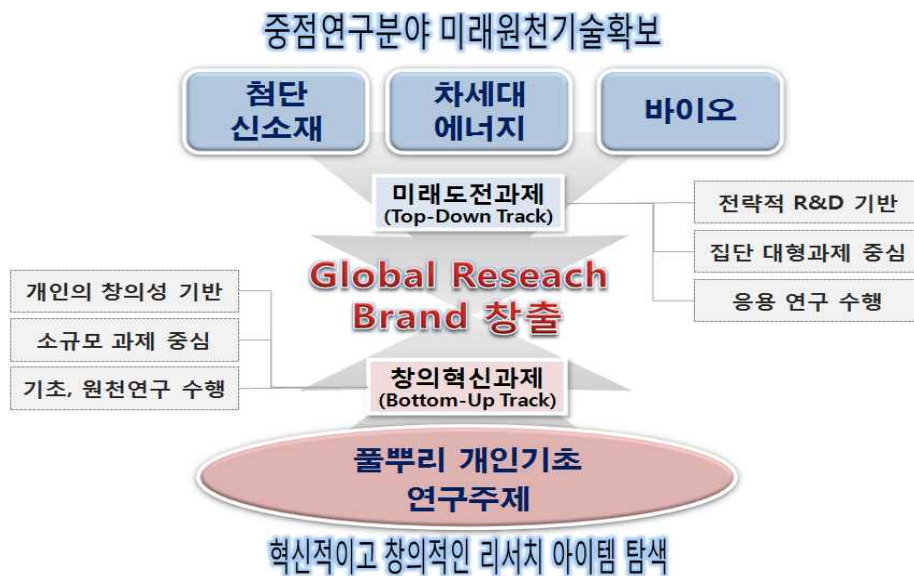 중점연구분야 미래원천기술확보
첨단
신소재
차세대
에너지
바이오
미래도전과제
(Top-Down Track)
전략적 R&D 기반
집단 대형과제 중심
응용 연구 수행
Global Reseach
Brand 창출
개인의 창의성 기반
소규모 과제 중심
기초, 원천연구 수행
창의혁신과제
(Bottom-Up Track)
풀뿌리 개인기초
연구주제
혁신적이고 창의적인 리서치 아이템 탐색